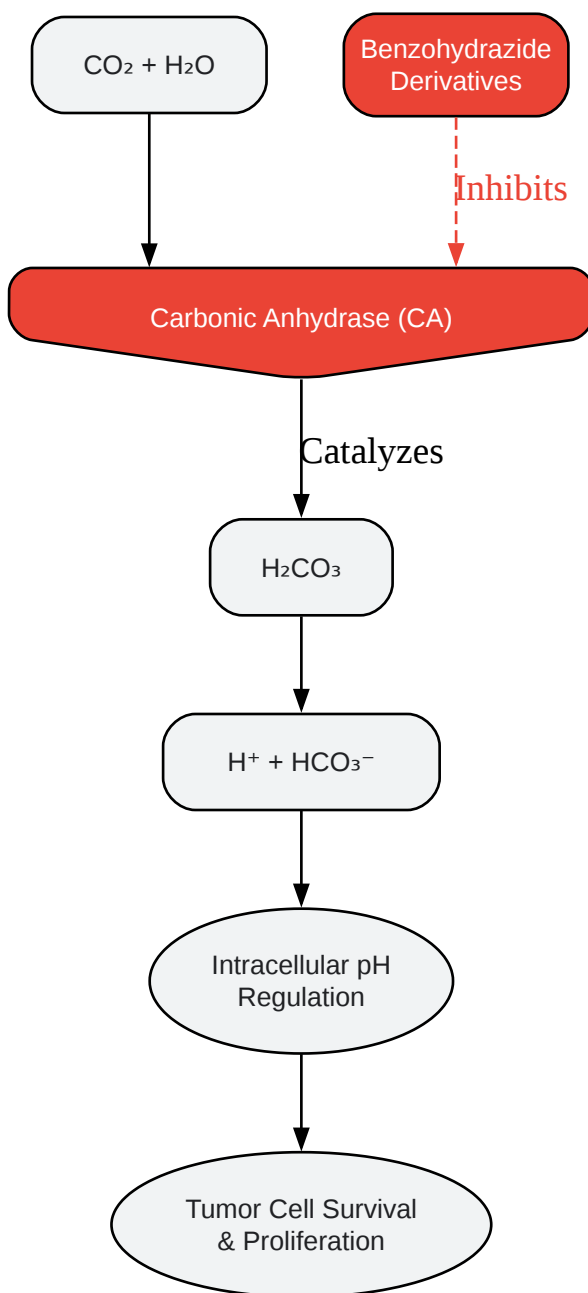 CO₂ + H₂O
Benzohydrazide
Derivatives
Inhibits
Carbonic Anhydrase (CA)
Catalyzes
H₂CO₃
H⁺ + HCO₃⁻
Intracellular pH
Regulation
Tumor Cell Survival
& Proliferation